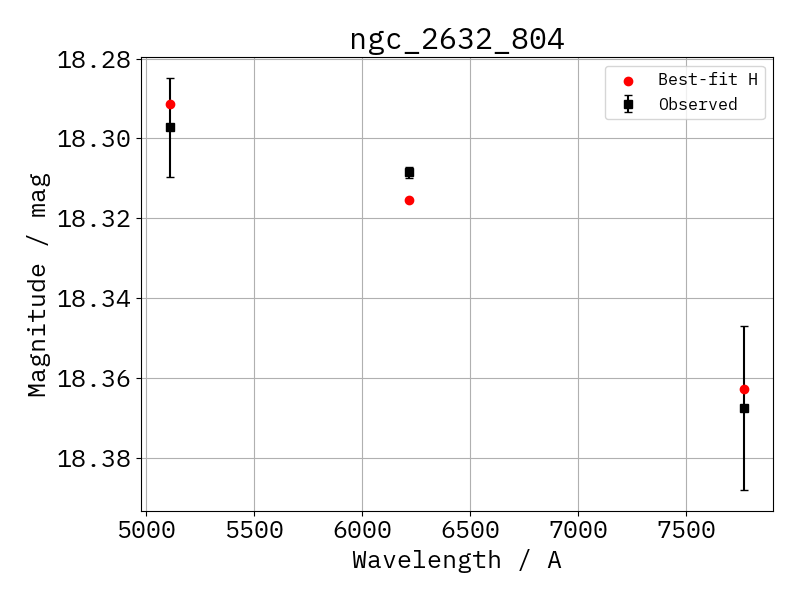 ngc_2632_804
Best-fit H
Observed
18.28
18.30
18.32
18.34
18.36
18.38
Magnitude / mag
5000 5500 6000 6500 7000 7500
Wavelength / A